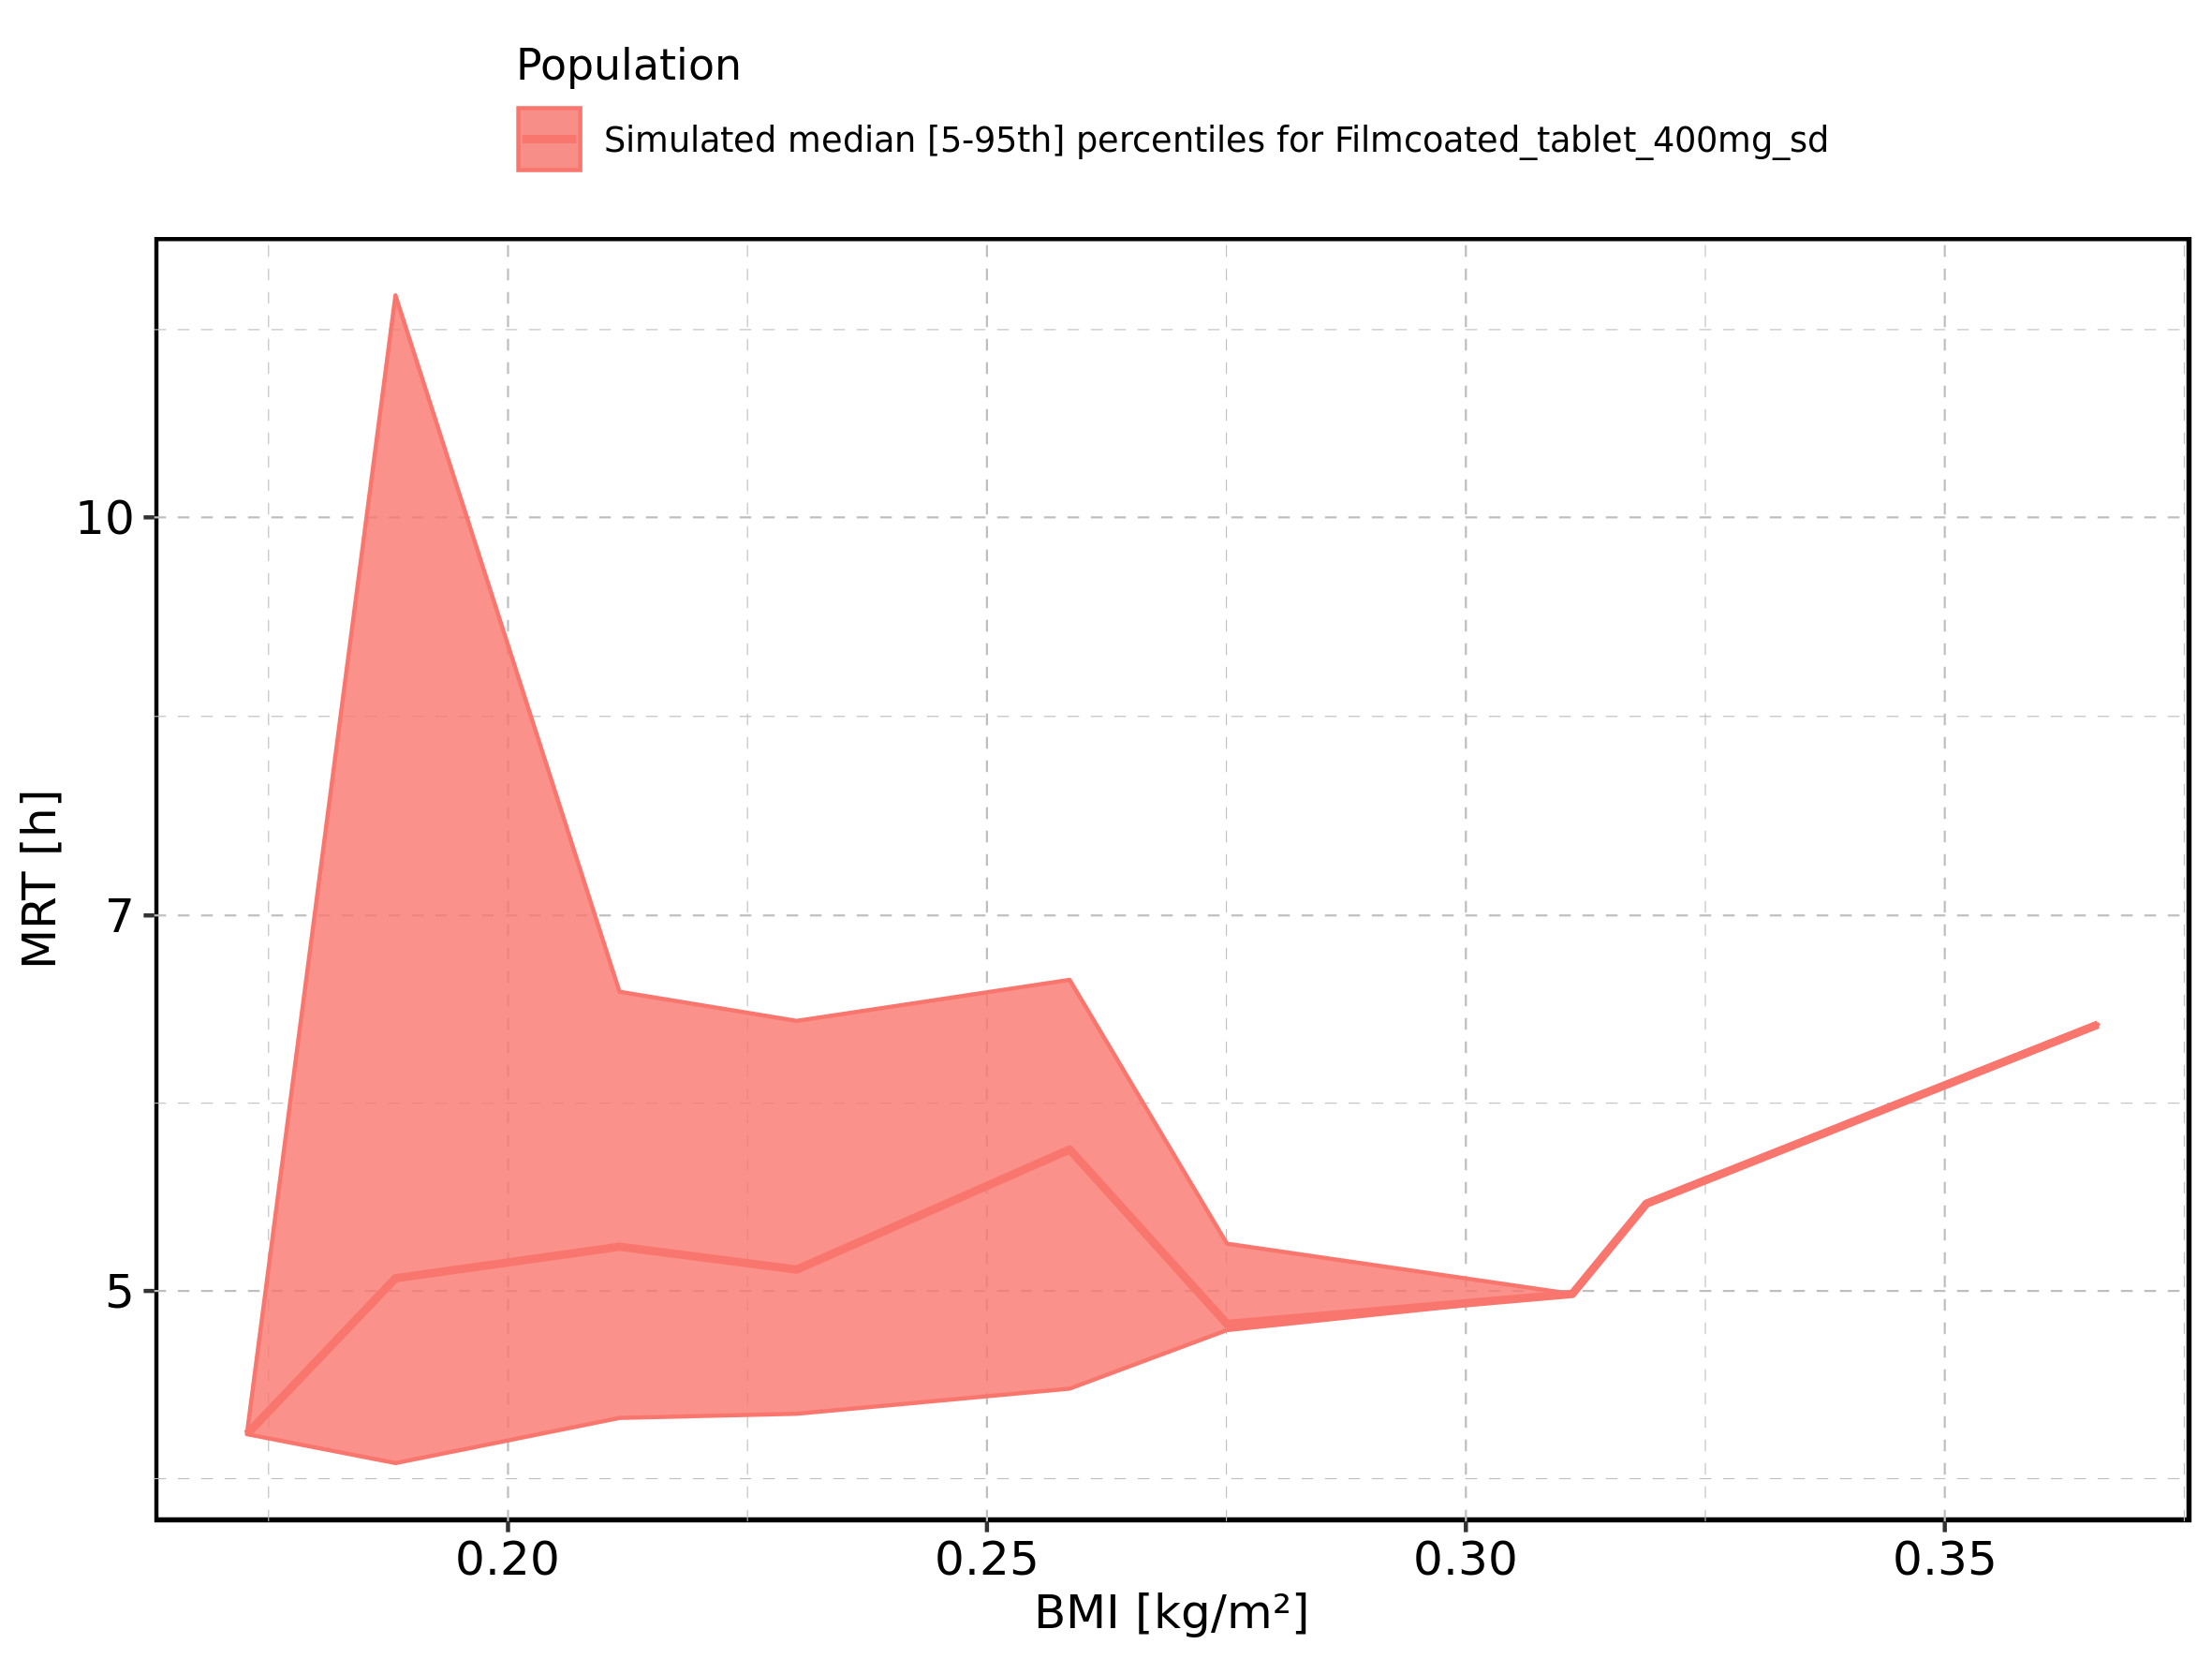 Population
Simulated median [5-95th] percentiles for Filmcoated_tablet_400mg_sd
MRT [h]
10
7
5
0.20 0.25 0.30 0.35
BMI [kg/m²]